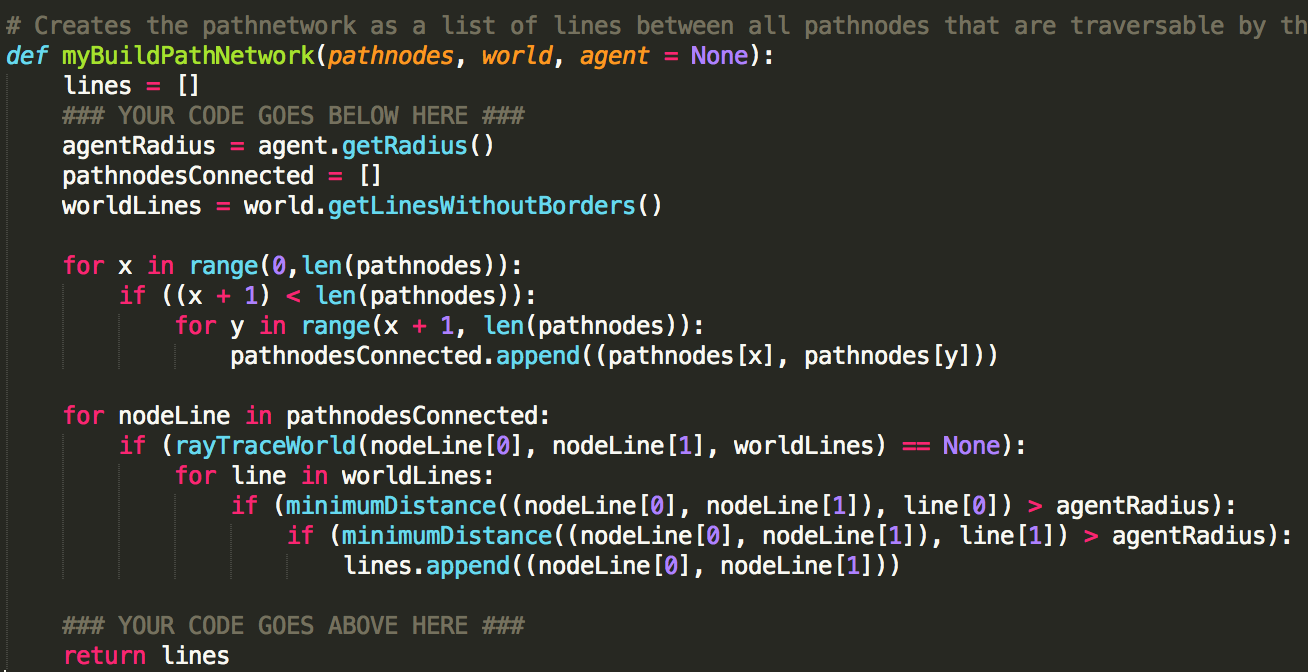 # Creates the pathnetwork as a list of lines between all pathnodes that are traversable by th
def myBuildPathNetwork(pathnodes, world, agent = None):
    lines = []
    ### YOUR CODE GOES BELOW HERE ###
    agentRadius = agent.getRadius()
    pathnodesConnected = []
    worldLines = world.getLinesWithoutBorders()

    for x in range(0,len(pathnodes)):
        if ((x + 1) < len(pathnodes)):
            for y in range(x + 1, len(pathnodes)):
                pathnodesConnected.append((pathnodes[x], pathnodes[y]))

    for nodeLine in pathnodesConnected:
        if (rayTraceWorld(nodeLine[0], nodeLine[1], worldLines) == None):
            for line in worldLines:
                if (minimumDistance((nodeLine[0], nodeLine[1]), line[0]) > agentRadius):
                    if (minimumDistance((nodeLine[0], nodeLine[1]), line[1]) > agentRadius):
                        lines.append((nodeLine[0], nodeLine[1]))

    ### YOUR CODE GOES ABOVE HERE ###
    return lines